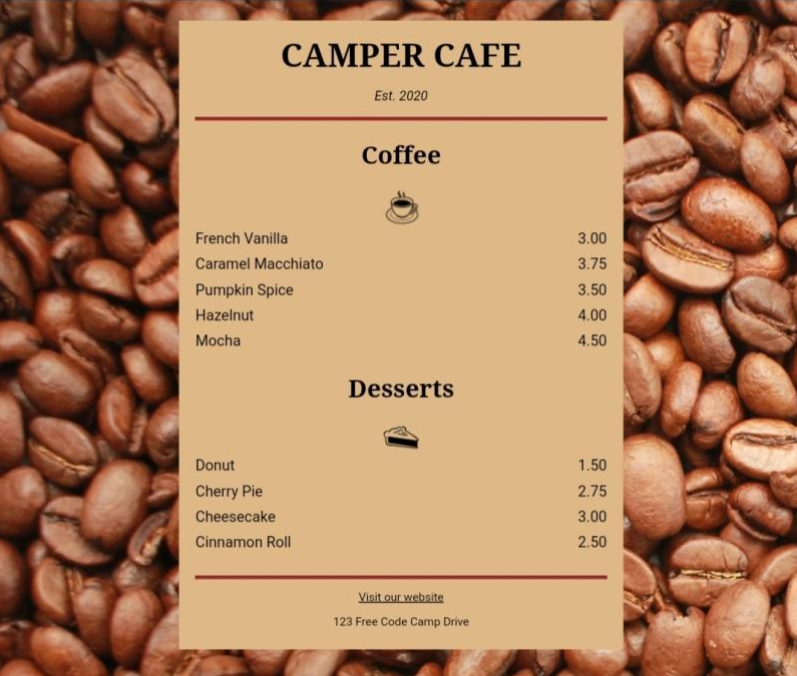 CAMPER CAFE
Est. 2020
Coffee
French Vanilla 3.00
Caramel Macchiato 3.75
Pumpkin Spice 3.50
Hazelnut 4.00
Mocha 4.50
Desserts
Donut 1.50
Cherry Pie 2.75
Cheesecake 3.00
Cinnamon Roll 2.50
Visit our website
123 Free Code Camp Drive